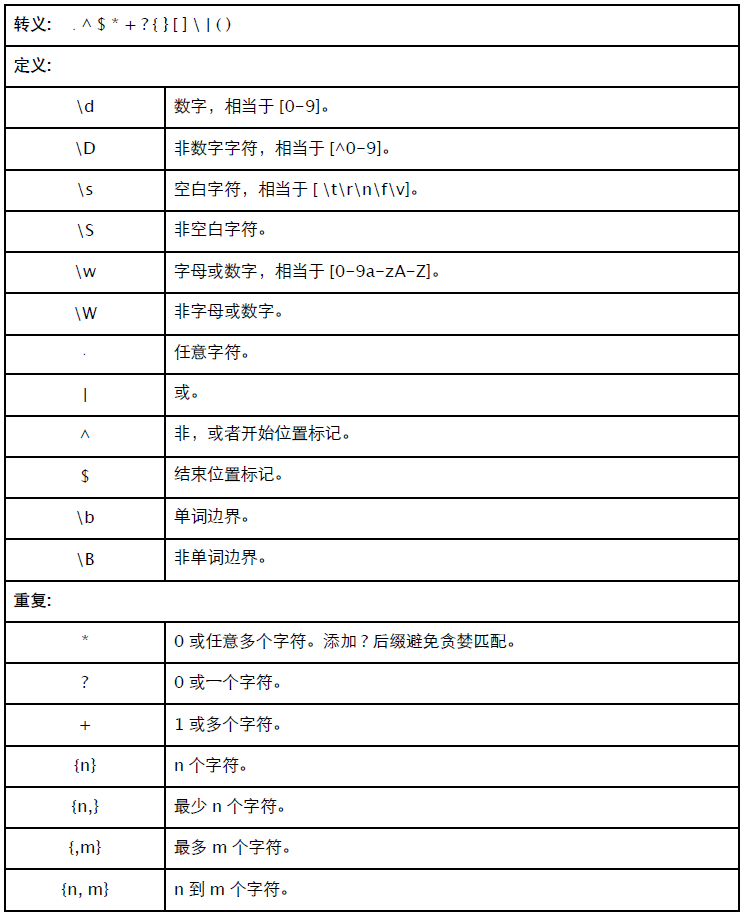 转义: . ^ $ * + ? { } [ ] \ | ( )
定义:
\d 数字，相当于 [0-9]。
\D 非数字字符，相当于 [^0-9]。
\s 空白字符，相当于 [ \t\r\n\f\v]。
\S 非空白字符。
\w 字母或数字，相当于 [0-9a-zA-Z]。
\W 非字母或数字。
. 任意字符。
| 或。
^ 非，或者开始位置标记。
$ 结束位置标记。
\b 单词边界。
\B 非单词边界。
重复:
* 0 或任意多个字符。添加 ? 后缀避免贪婪匹配。
? 0 或一个字符。
+ 1 或多个字符。
{n} n 个字符。
{n,} 最少 n 个字符。
{,m} 最多 m 个字符。
{n, m} n 到 m 个字符。